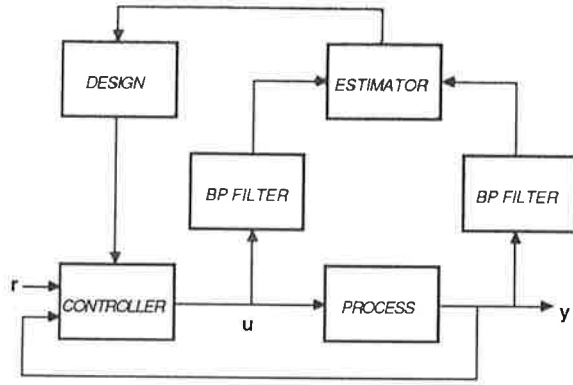 DESIGN
ESTIMATOR
BP FILTER
BP FILTER
r
CONTROLLER
u
PROCESS
y